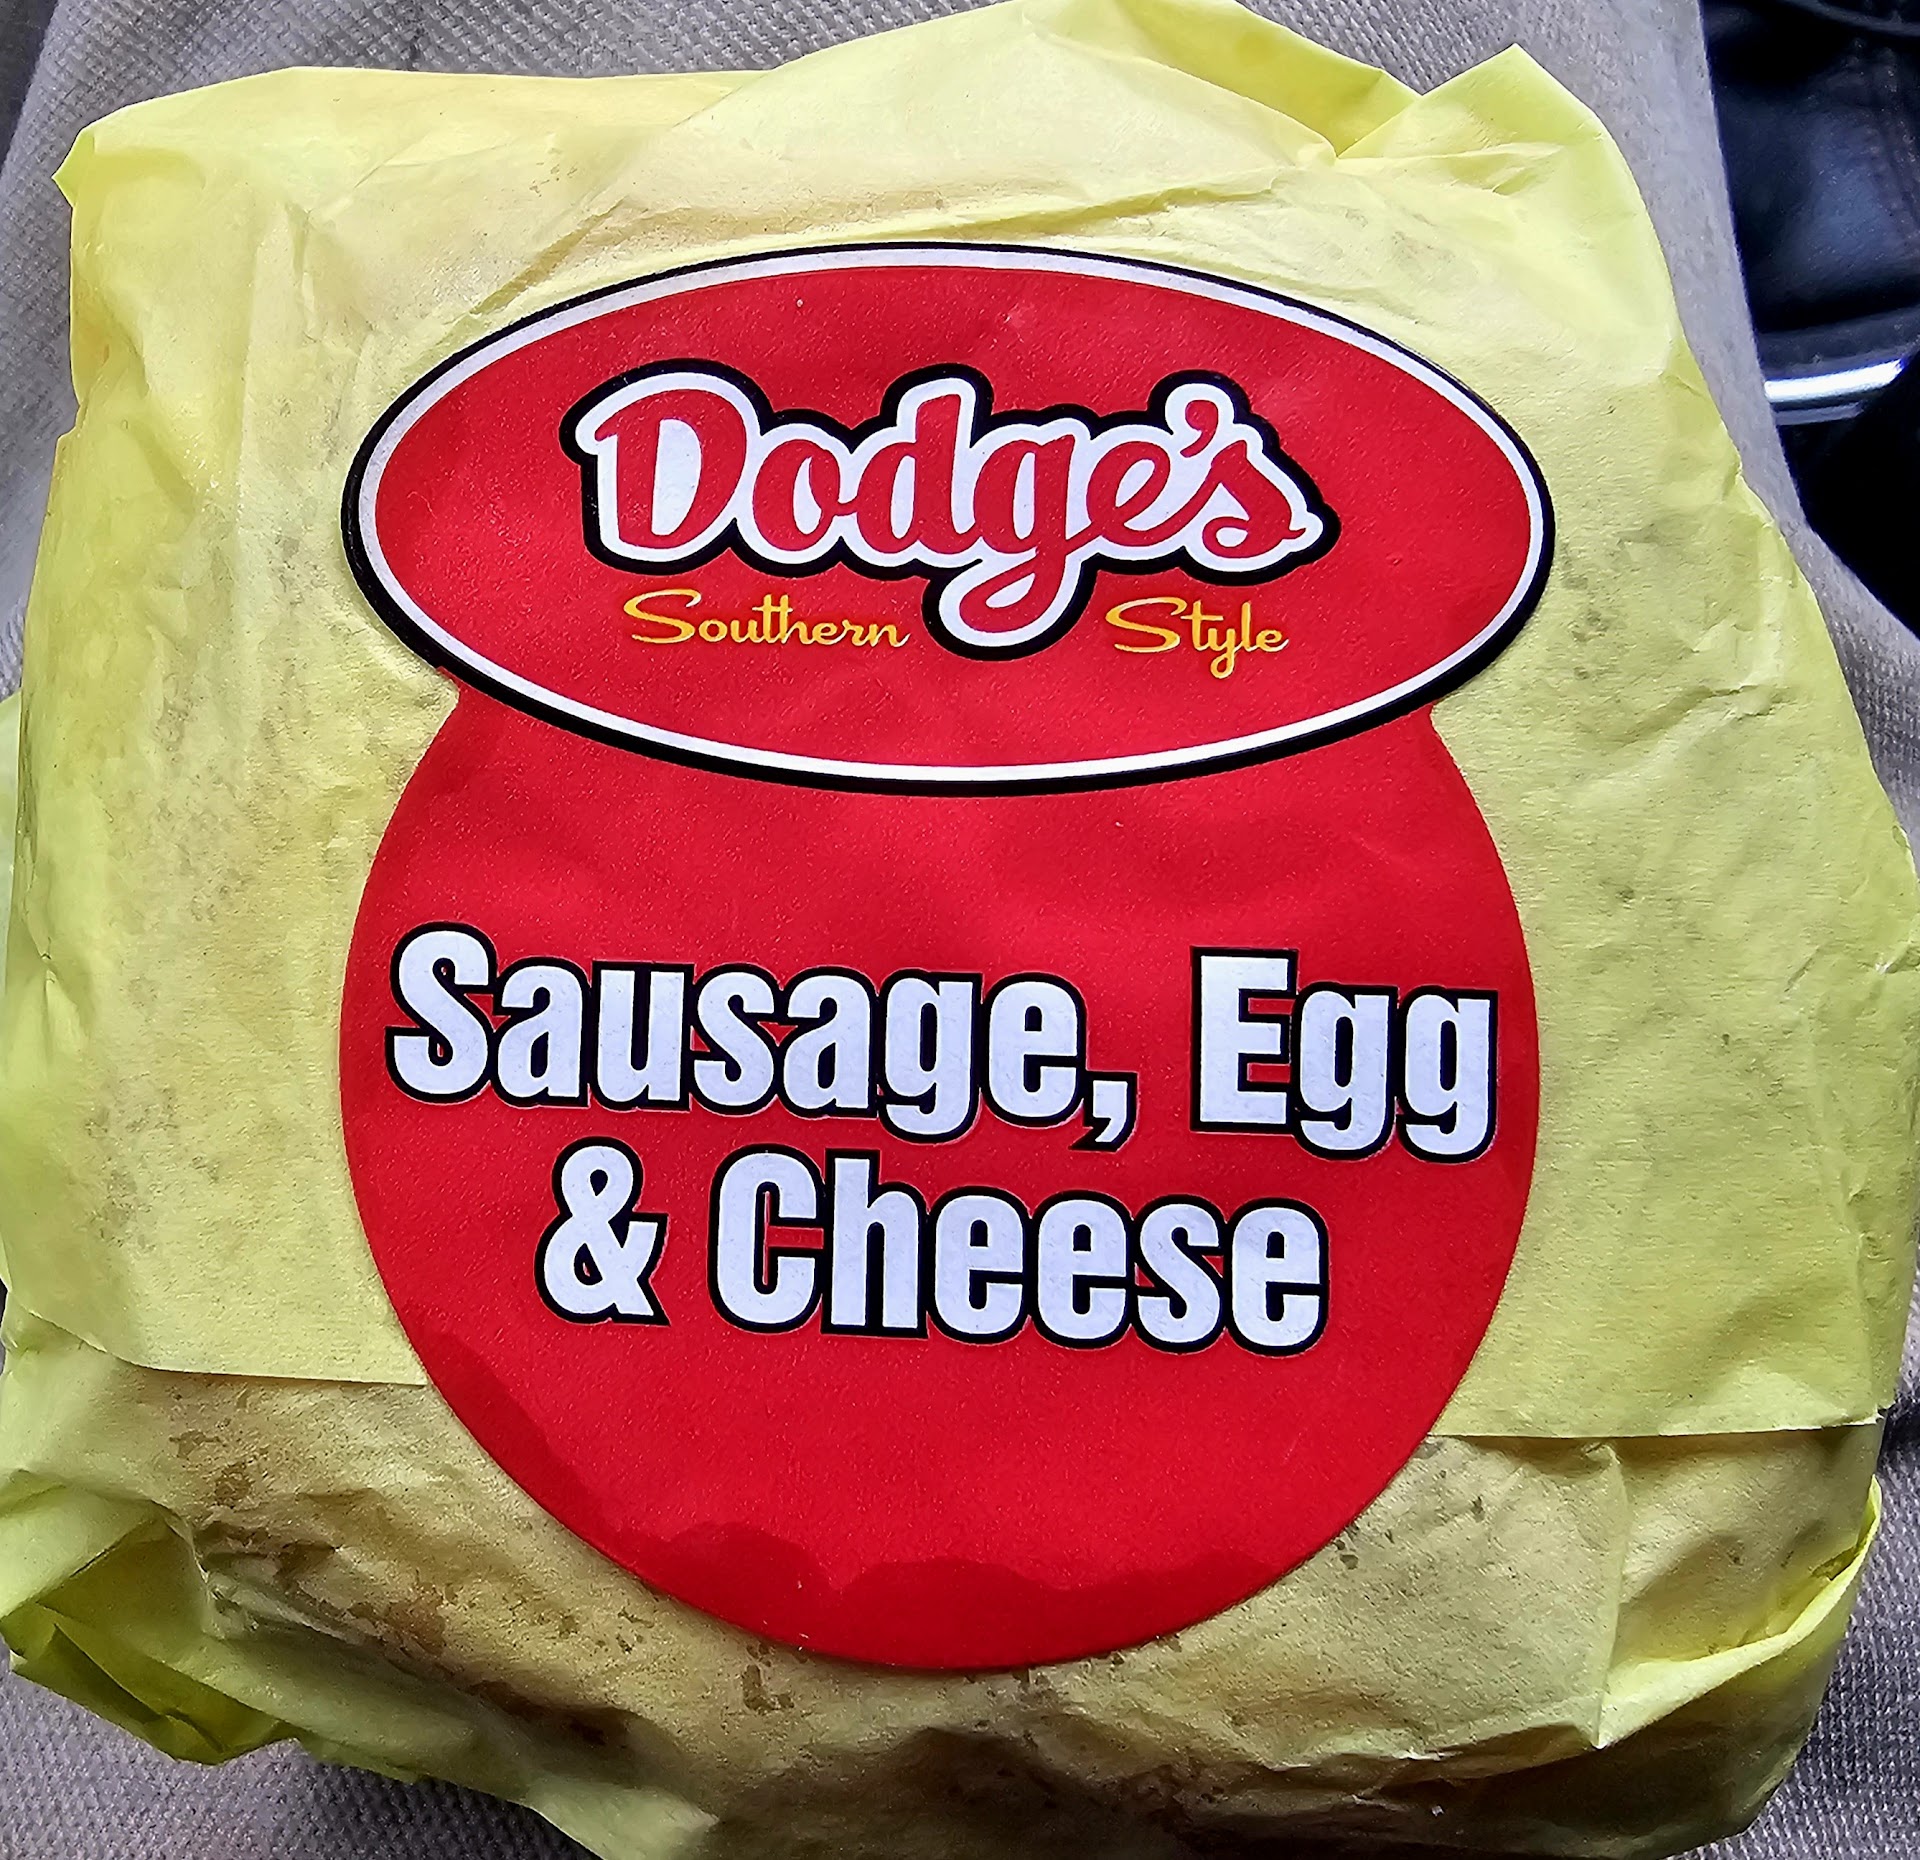 Dodge's
Southern Style
Sausage, Egg
& Cheese